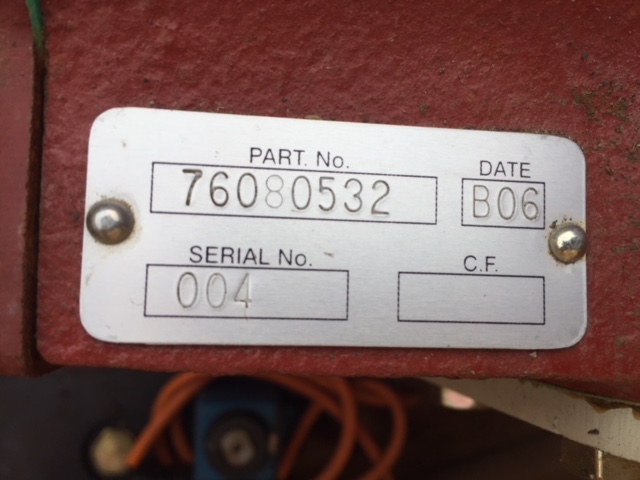 PART. No. DATE
76080532 B06
SERIAL No. C.F.
004